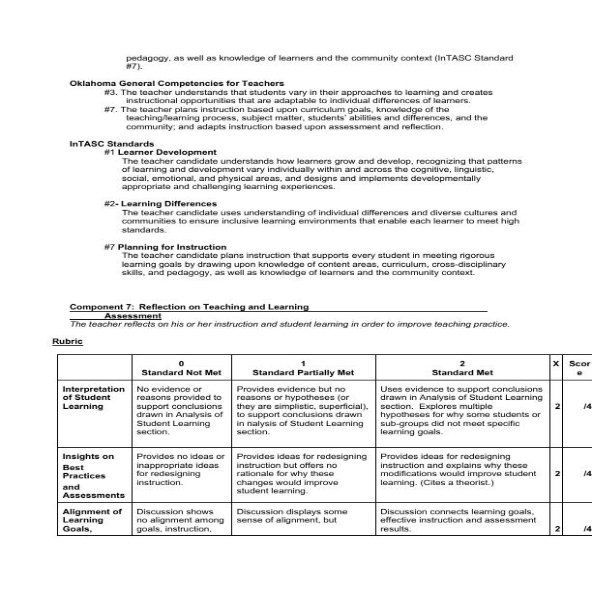 pedagogy, as well as knowledge of learners and the community context (InTASC Standard
#7).
Oklahoma General Competencies for Teachers
#3. The teacher understands that students vary in their approaches to learning and creates
instructional opportunities that are adaptable to individual differences of learners.
#7. The teacher plans instruction based upon curriculum goals, knowledge of the
teaching/learning process, subject matter, students' abilities and differences, and the
community; and adapts instruction based upon assessment and reflection.
InTASC Standards
#1 Learner Development
The teacher candidate understands how learners grow and develop, recognizing that patterns
of learning and development vary individually within and across the cognitive, linguistic,
social, emotional, and physical areas, and designs and implements developmentally
appropriate and challenging learning experiences.
#2- Learning Differences
The teacher candidate uses understanding of individual differences and diverse cultures and
communities to ensure inclusive learning environments that enable each learner to meet high
standards.
#7 Planning for Instruction
The teacher candidate plans instruction that supports every student in meeting rigorous
learning goals by drawing upon knowledge of content areas, curriculum, cross-disciplinary
skills, and pedagogy, as well as knowledge of learners and the community context.
Component 7: Reflection on Teaching and Learning
Assessment
The teacher reflects on his or her instruction and student learning in order to improve teaching practice.
Rubric
0
Standard Not Met
1
Standard Partially Met
2
Standard Met
X
Scor
e
Interpretation
of Student
Learning
No evidence or
reasons provided to
support conclusions
drawn in Analysis of
Student Learning
section.
Provides evidence but no
reasons or hypotheses (or
they are simplistic, superficial),
to support conclusions drawn
in nalysis of Student Learning
section.
Uses evidence to support conclusions
drawn in Analysis of Student Learning
section. Explores multiple
hypotheses for why some students or
sub-groups did not meet specific
learning goals.
2
/4
Insights on
Best
Practices
and
Assessments
Provides no ideas or
inappropriate ideas
for redesigning
instruction.
Provides ideas for redesigning
instruction but offers no
rationale for why these
changes would improve
student learning.
Provides ideas for redesigning
instruction and explains why these
modifications would improve student
learning. (Cites a theorist.)
2
/4
Alignment of
Learning
Goals,
Discussion shows
no alignment among
goals, instruction,
Discussion displays some
sense of alignment, but
Discussion connects learning goals,
effective instruction and assessment
results.
2
/4